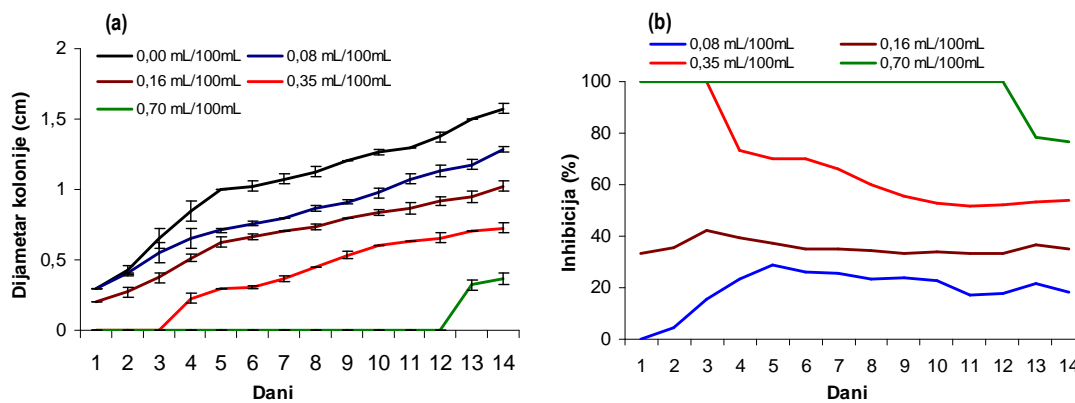 (a)
0,00 mL/100mL 0,08 mL/100mL
0,16 mL/100mL 0,35 mL/100mL
0,70 mL/100mL
Dijametar kolonije (cm)
2
1,5
1
0,5
0
1 2 3 4 5 6 7 8 9 10 11 12 13 14
Dani
(b)
0,08 mL/100mL 0,16 mL/100mL
0,35 mL/100mL 0,70 mL/100mL
Inhibicija (%)
100
80
60
40
20
0
1 2 3 4 5 6 7 8 9 10 11 12 13 14
Dani